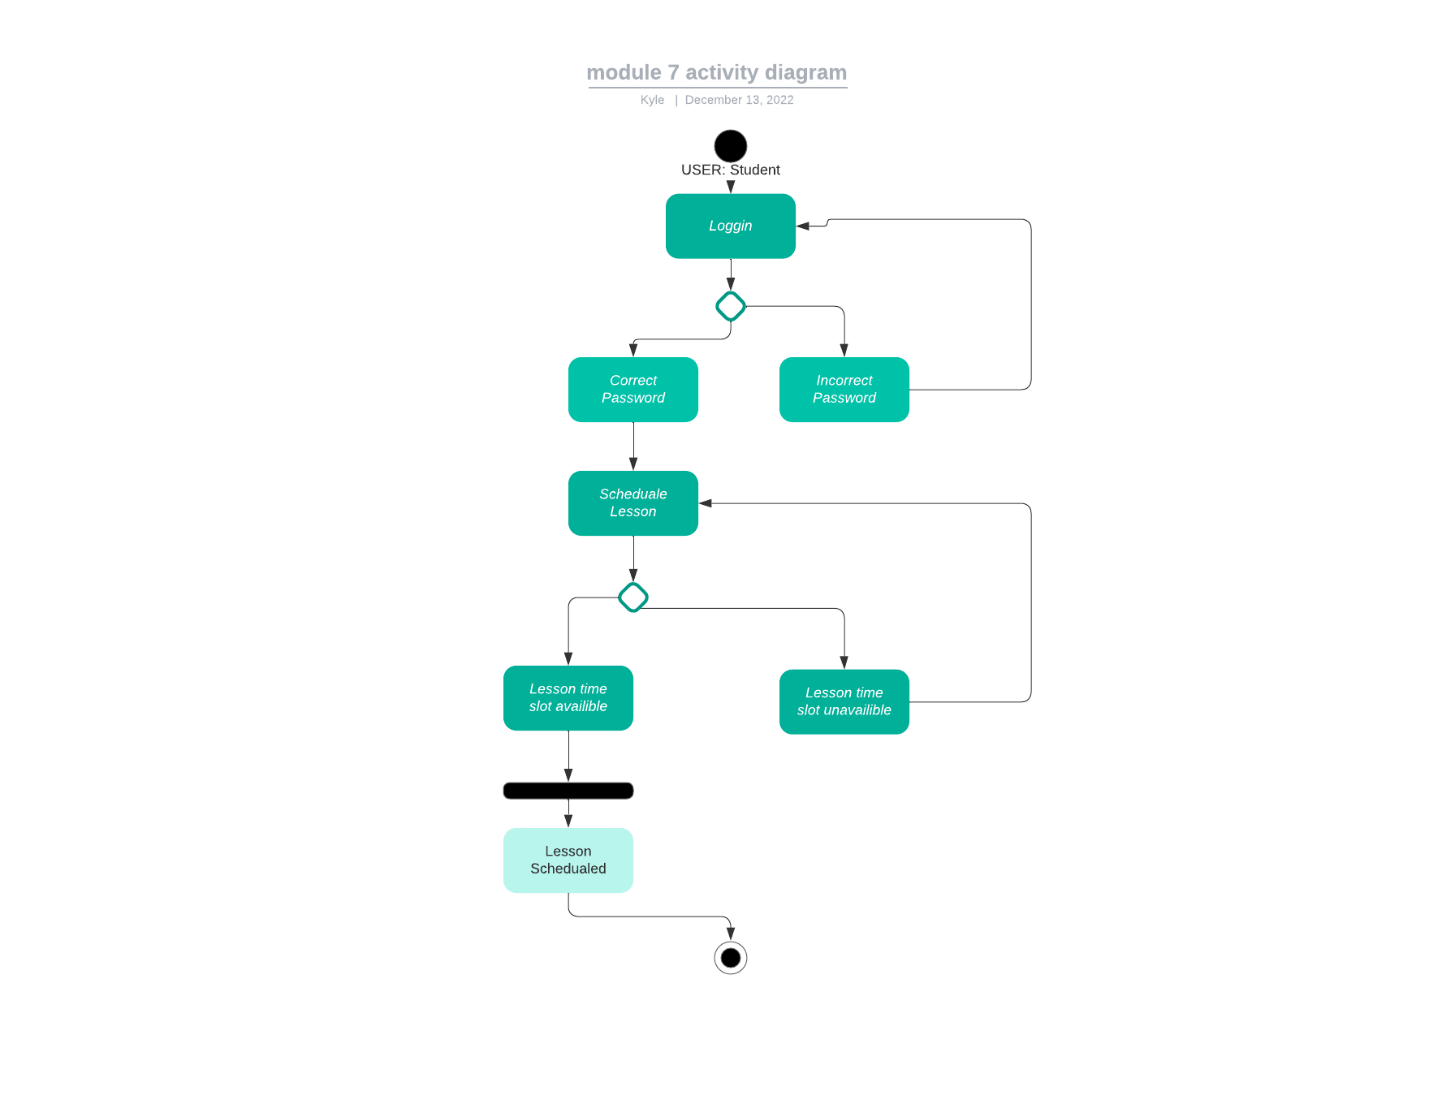 module 7 activity diagram
Kyle | December 13, 2022
USER: Student
Loggin
Correct
Password
Incorrect
Password
Scheduale
Lesson
Lesson time
slot availible
Lesson time
slot unavailible
Lesson
Schedualed